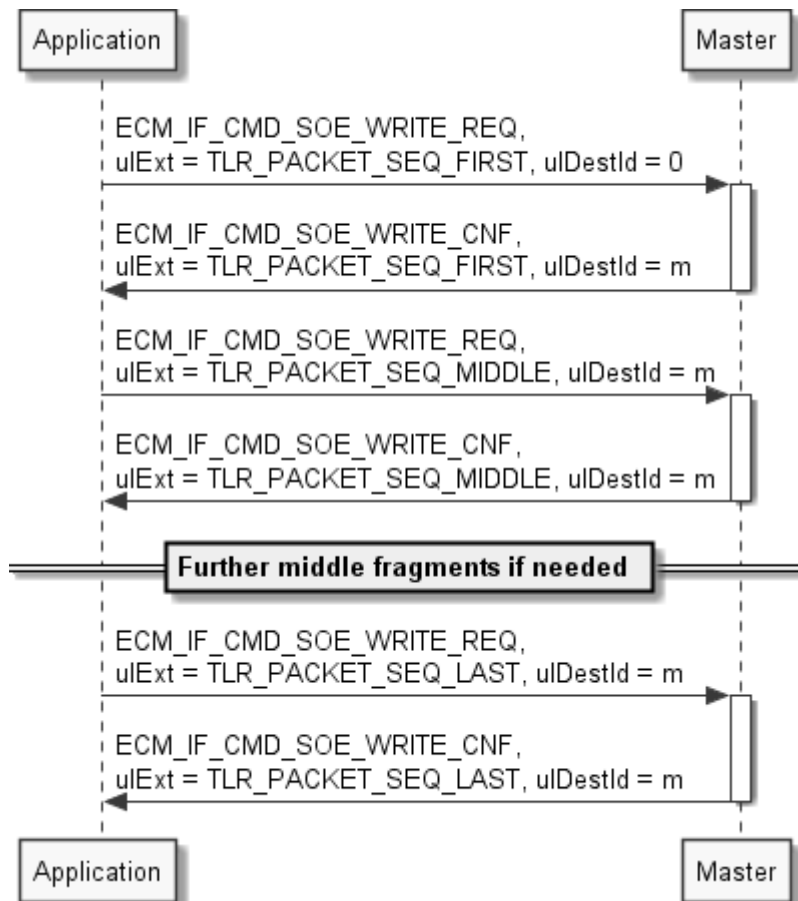 Application Master
ECM_IF_CMD_SOE_WRITE_REQ,
ulExt = TLR_PACKET_SEQ_FIRST, ulDestId = 0
ECM_IF_CMD_SOE_WRITE_CNF,
ulExt = TLR_PACKET_SEQ_FIRST, ulDestId = m
ECM_IF_CMD_SOE_WRITE_REQ,
ulExt = TLR_PACKET_SEQ_MIDDLE, ulDestId = m
ECM_IF_CMD_SOE_WRITE_CNF,
ulExt = TLR_PACKET_SEQ_MIDDLE, ulDestId = m
Further middle fragments if needed
ECM_IF_CMD_SOE_WRITE_REQ,
ulExt = TLR_PACKET_SEQ_LAST, ulDestId = m
ECM_IF_CMD_SOE_WRITE_CNF,
ulExt = TLR_PACKET_SEQ_LAST, ulDestId = m
Application Master